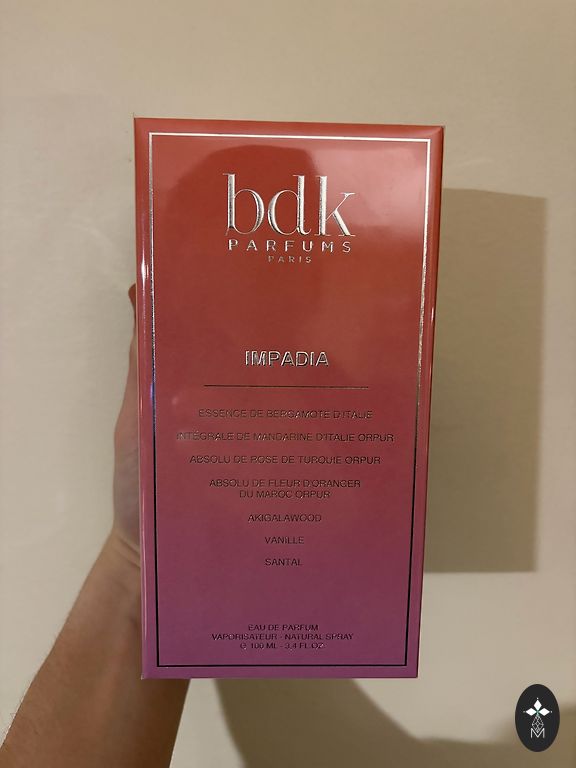 bdk
PARFUMS
PARIS
IMPADIA
ESSENCE DE BERGAMOTE D'ITALIE
INTÉGRALE DE MANDARINE D'ITALIE ORPUR
ABSOLU DE ROSE DE TURQUIE ORPUR
ABSOLU DE FLEUR D'ORANGER
DU MAROC ORPUR
AKIGALAWOOD
VANILLE
SANTAL
EAU DE PARFUM
VAPORISATEUR - NATURAL SPRAY
℮ 100 ML - 3.4 FL.OZ.
M